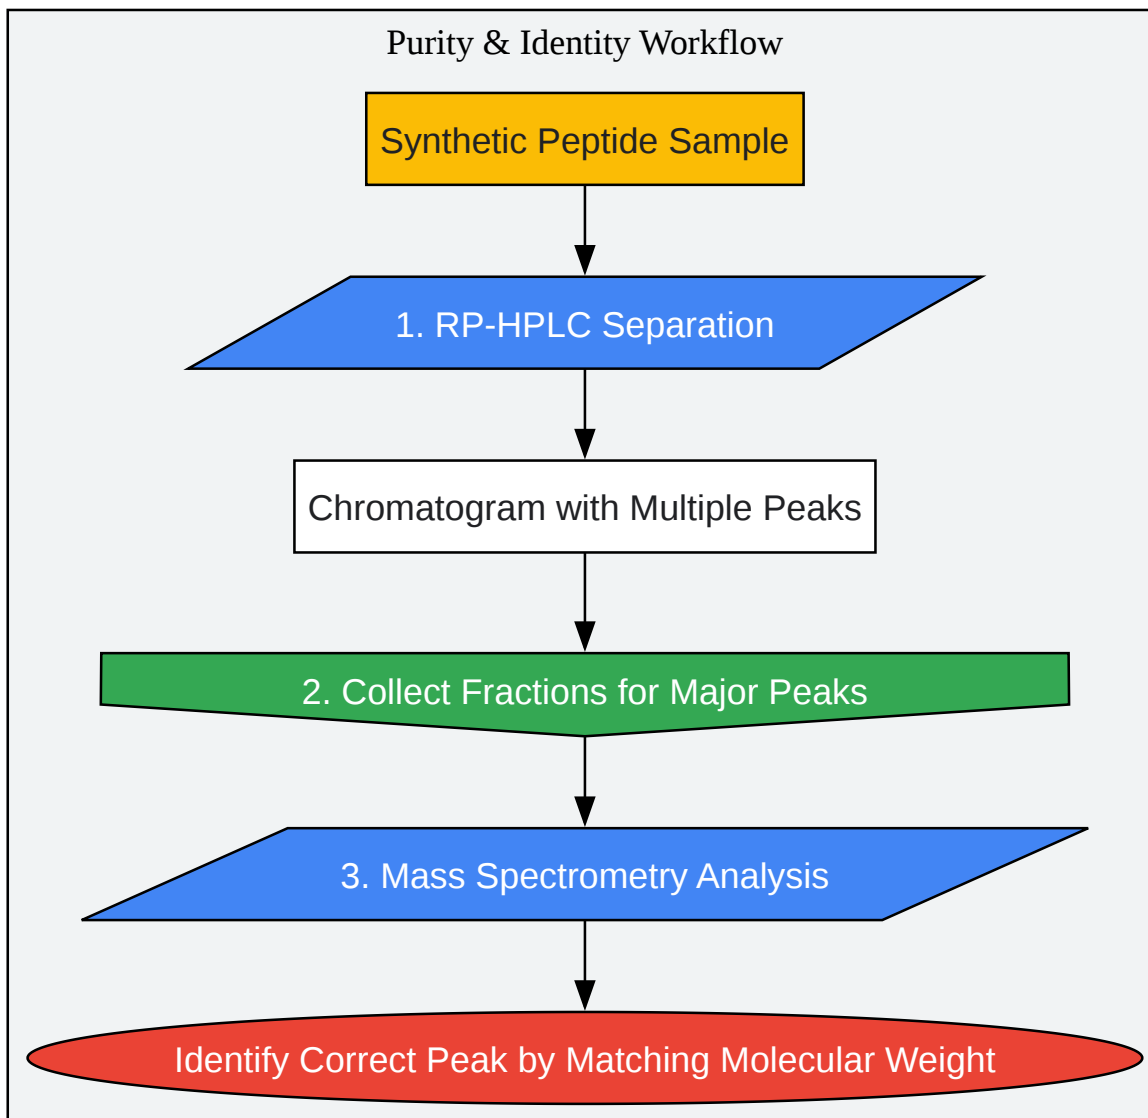 Purity & Identity Workflow
Synthetic Peptide Sample
1. RP-HPLC Separation
Chromatogram with Multiple Peaks
2. Collect Fractions for Major Peaks
3. Mass Spectrometry Analysis
Identify Correct Peak by Matching Molecular Weight